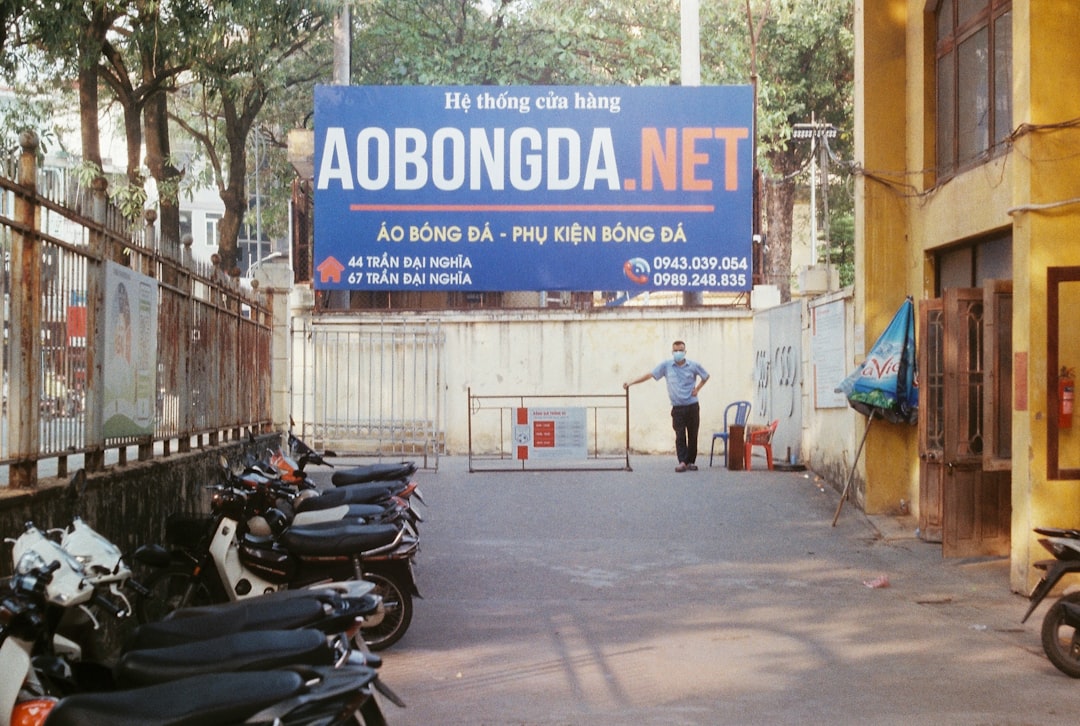 Hệ thống cửa hàng
AOBONGDA.NET
ÁO BÓNG ĐÁ - PHỤ KIỆN BÓNG ĐÁ
44 TRẦN ĐẠI NGHĨA
67 TRẦN ĐẠI NGHĨA
0943.039.054
0989.248.835